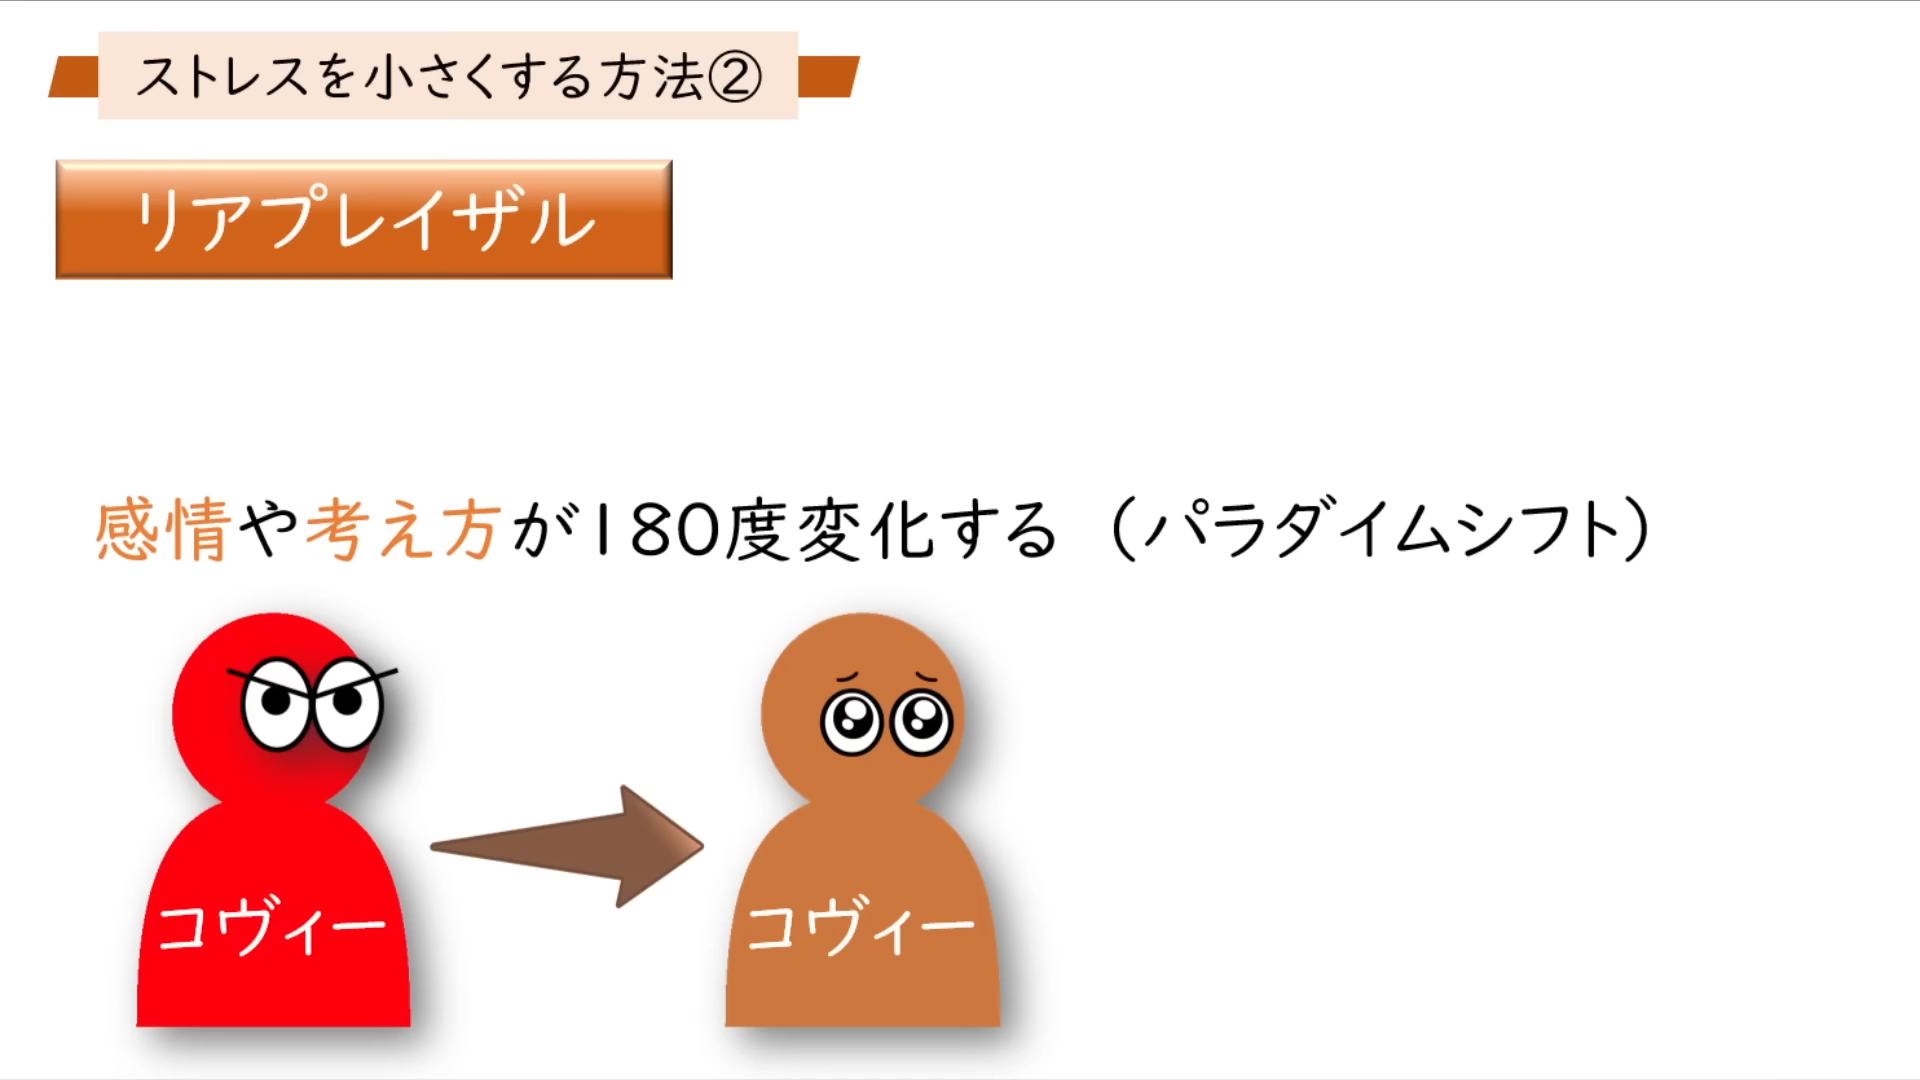 ストレスを小さくする方法②
リアプレイザル
感情や考え方が180度変化する（パラダイムシフト）
コヴィー
コヴィー